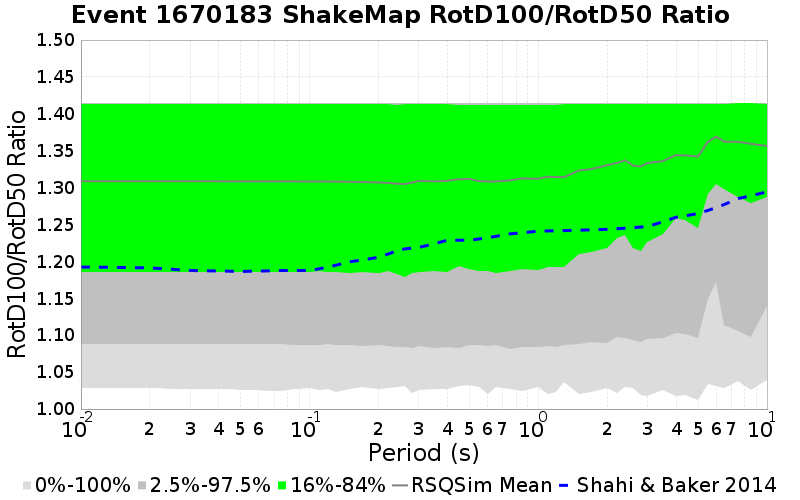 Event 1670183 ShakeMap RotD100/RotD50 Ratio
1.50
1.45
1.40
1.35
1.30
1.25
1.20
1.15
1.10
1.05
1.00
RotD100/RotD50 Ratio
10^-2 2 3 4 5 6 10^-1 2 3 4 5 6 7 10^0 2 3 4 5 6 7 10^1
Period (s)
0%-100% 2.5%-97.5% 16%-84% RSQSim Mean Shahi & Baker 2014